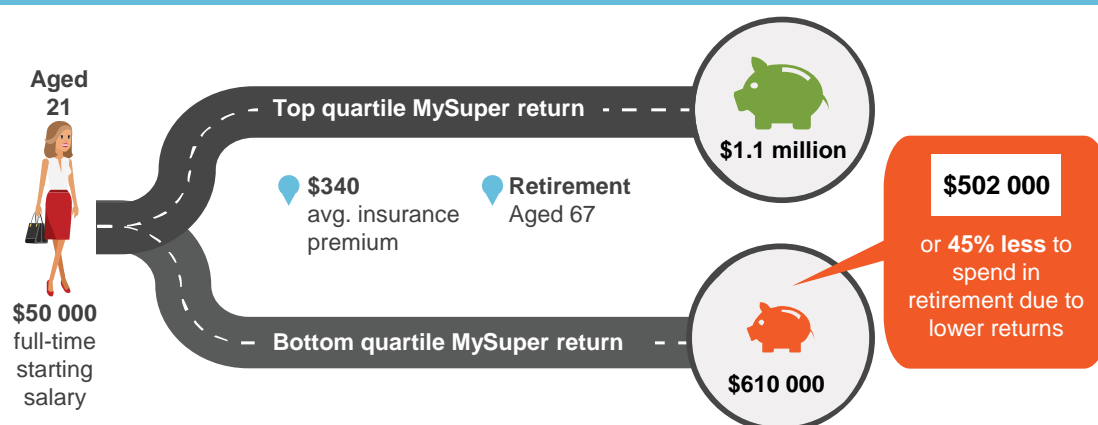 Aged
21
$50 000
full-time
starting
salary
Top quartile MySuper return
$340
avg. insurance
premium
Retirement
Aged 67
Bottom quartile MySuper return
$1.1 million
$610 000
$502 000
or 45% less to
spend in
retirement due to
lower returns